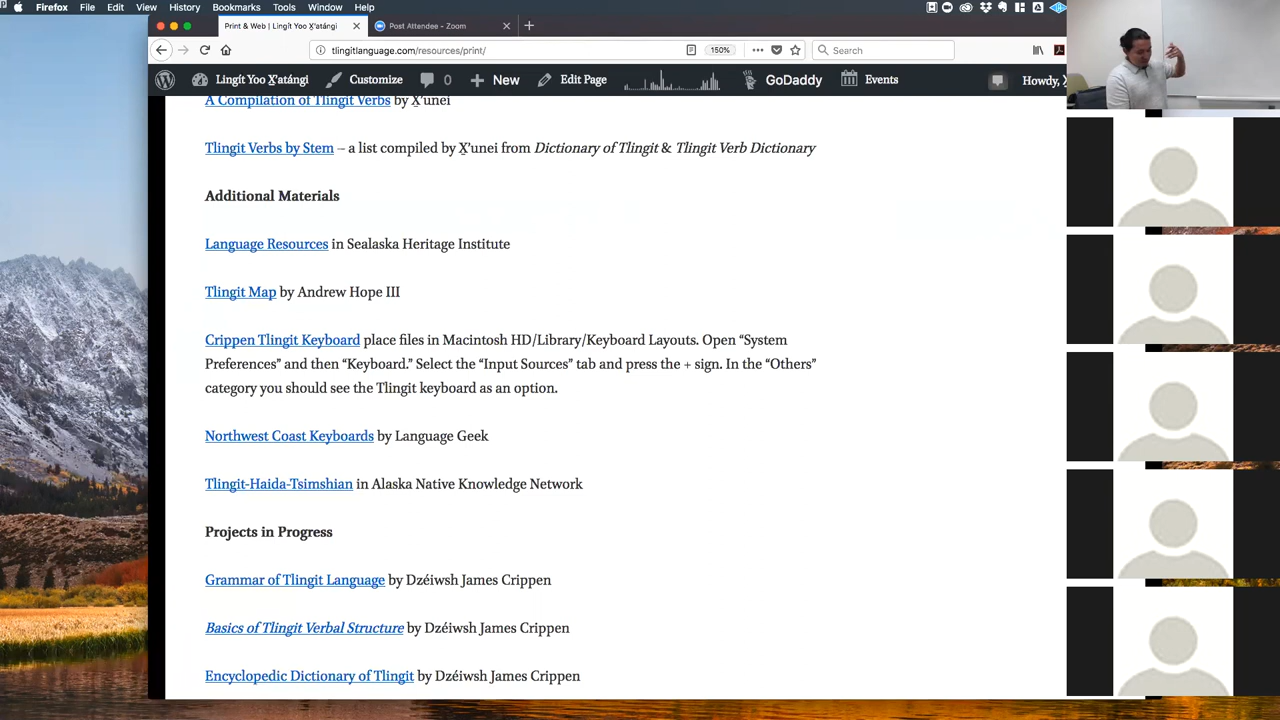 Firefox File Edit View History Bookmarks Tools Window Help
Print & Web | Lingít Yoo X̱'atángi
Post Attendee - Zoom
tlingitlanguage.com/resources/print/
150%
Search
Lingít Yoo X̱'atángi Customize 0 New Edit Page GoDaddy Events Howdy,
A Compilation of Tlingit Verbs by X̱'unei
Tlingit Verbs by Stem – a list compiled by X̱'unei from Dictionary of Tlingit & Tlingit Verb Dictionary
Additional Materials
Language Resources in Sealaska Heritage Institute
Tlingit Map by Andrew Hope III
Crippen Tlingit Keyboard place files in Macintosh HD/Library/Keyboard Layouts. Open “System
Preferences” and then “Keyboard.” Select the “Input Sources” tab and press the + sign. In the “Others”
category you should see the Tlingit keyboard as an option.
Northwest Coast Keyboards by Language Geek
Tlingit-Haida-Tsimshian in Alaska Native Knowledge Network
Projects in Progress
Grammar of Tlingit Language by Dzéiwsh James Crippen
Basics of Tlingit Verbal Structure by Dzéiwsh James Crippen
Encyclopedic Dictionary of Tlingit by Dzéiwsh James Crippen